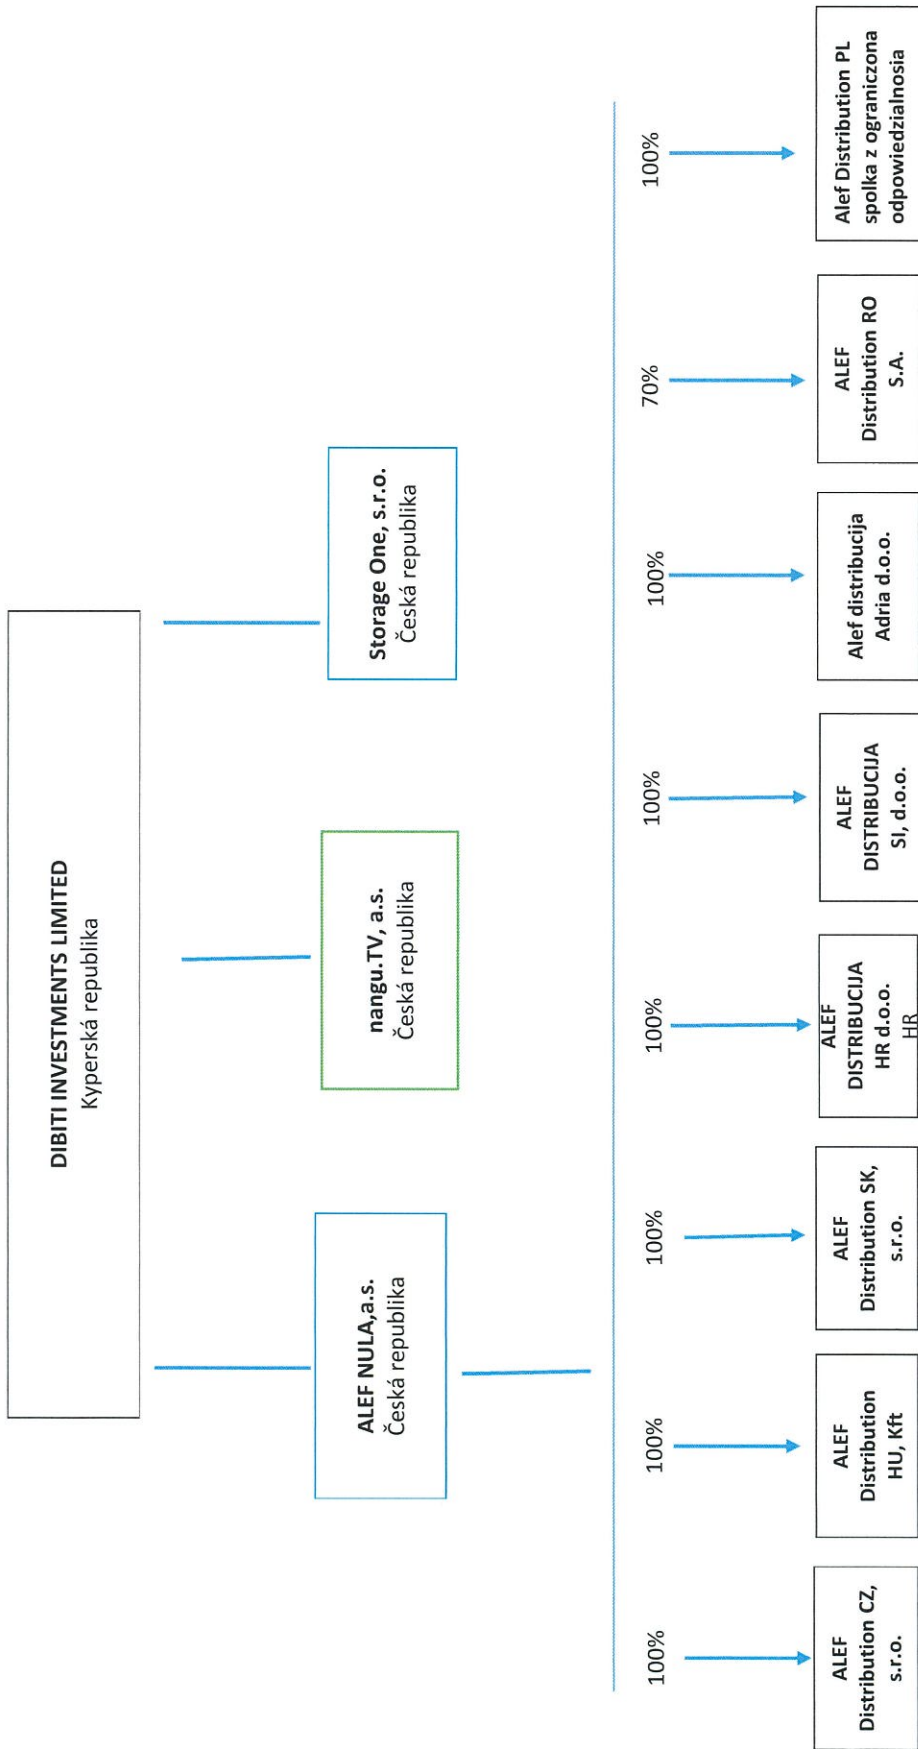 DIBITI INVESTMENTS LIMITED
Kyperská republika
ALEF NULA,a.s.
Česká republika
nangu.TV, a.s.
Česká republika
Storage One, s.r.o.
Česká republika
100%
100%
100%
100%
100%
100%
70%
100%
ALEF
Distribution CZ,
s.r.o.
ALEF
Distribution
HU, Kft
ALEF
Distribution SK,
s.r.o.
ALEF
DISTRIBUCIJA
HR d.o.o.
HR
ALEF
DISTRIBUCIJA
SI, d.o.o.
Alef distribucija
Adria d.o.o.
ALEF
Distribution RO
S.A.
Alef Distribution PL
spolka z ograniczona
odpowiedzialnosia